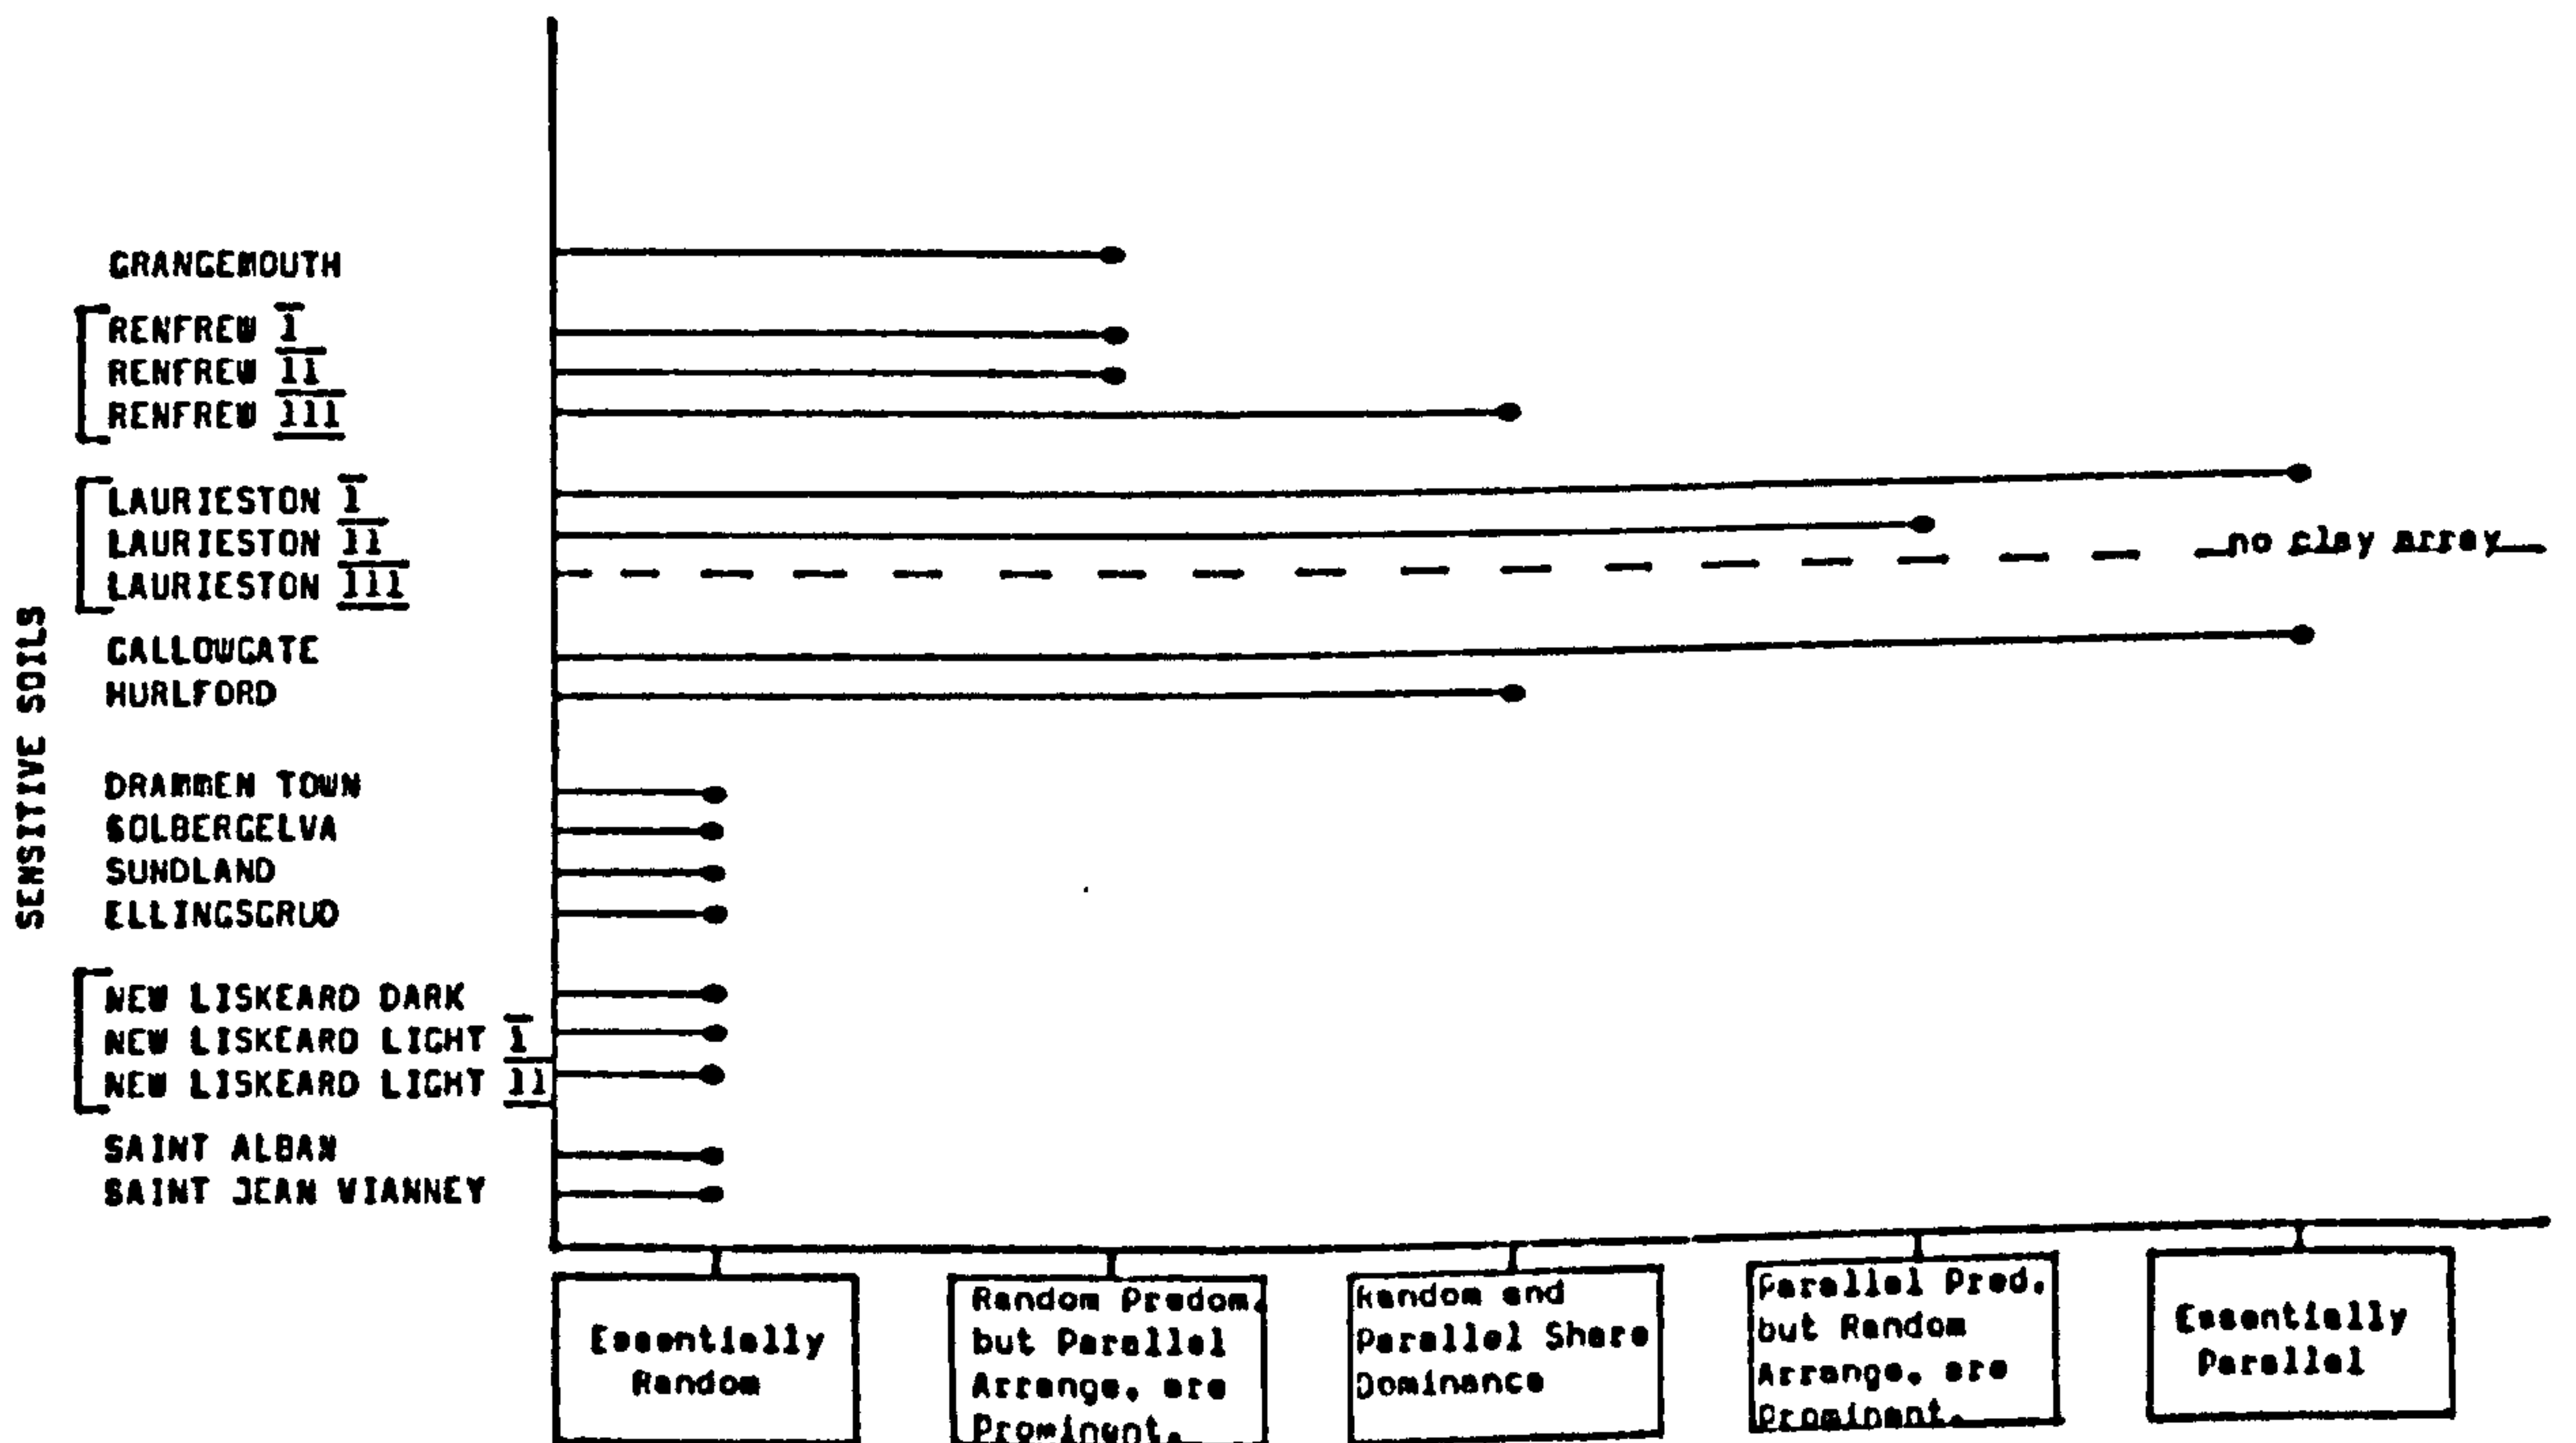 GRANGEMOUTH
RENFREW I
RENFREW II
RENFREW III
LAURIESTON I
LAURIESTON II
LAURIESTON III
no clay array
GALLOWGATE
HURLFORD
SENSITIVE SOILS
DRAMMEN TOWN
SOLBERGELVA
SUNDLAND
ELLINGSGRUD
NEW LISKEARD DARK
NEW LISKEARD LIGHT I
NEW LISKEARD LIGHT II
SAINT ALBAN
SAINT JEAN VIANNEY
Essentially
Random
Random Predom.
but Parallel
Arrange. are
Prominent.
Random and
Parallel Share
Dominance
Parallel Pred.
but Random
Arrange. are
Prominent.
Essentially
Parallel